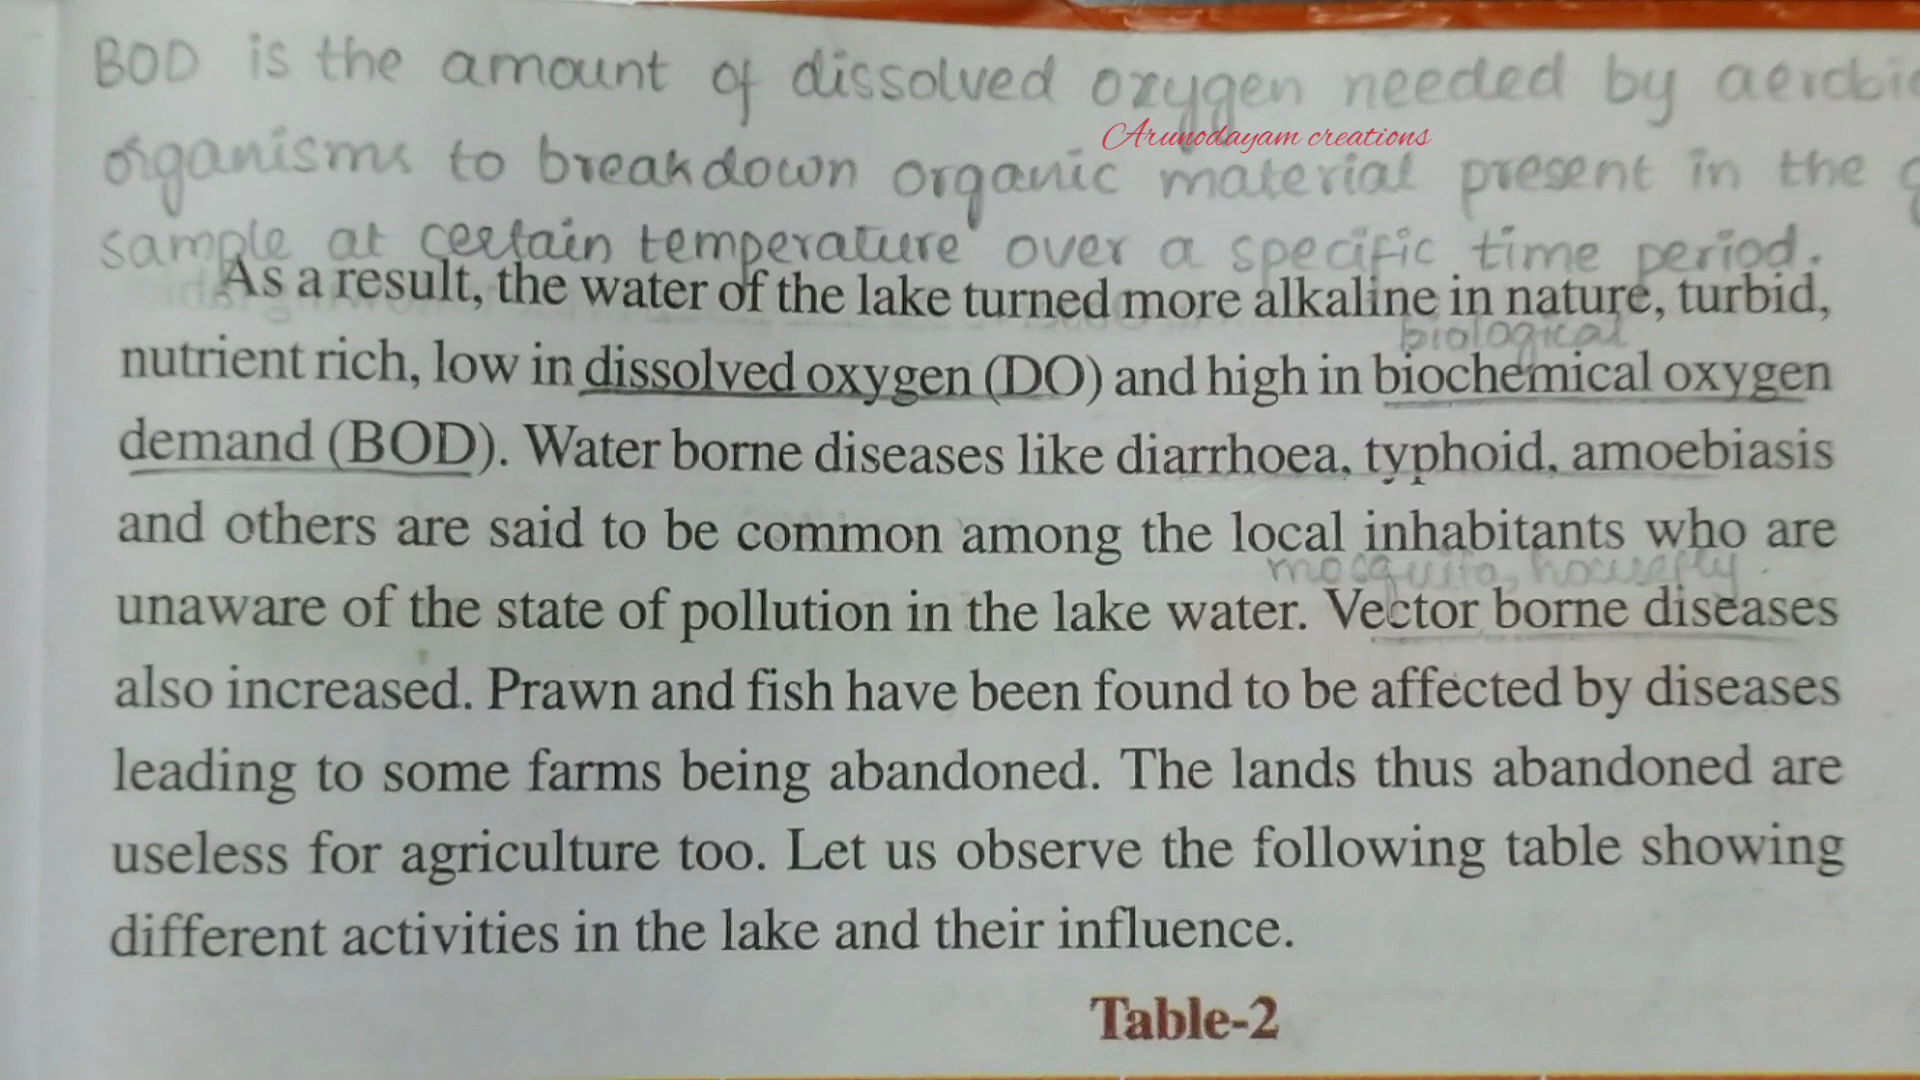 BOD is the amount of dissolved oxygen needed by aerobic
Arunodayam creations
organisms to breakdown organic material present in the
sample at certain temperature over a specific time period.
As a result, the water of the lake turned more alkaline in nature, turbid,
biological
nutrient rich, low in dissolved oxygen (DO) and high in biochemical oxygen
demand (BOD). Water borne diseases like diarrhoea, typhoid, amoebiasis
and others are said to be common among the local inhabitants who are
mosquito, housefly.
unaware of the state of pollution in the lake water. Vector borne diseases
also increased. Prawn and fish have been found to be affected by diseases
leading to some farms being abandoned. The lands thus abandoned are
useless for agriculture too. Let us observe the following table showing
different activities in the lake and their influence.
Table-2